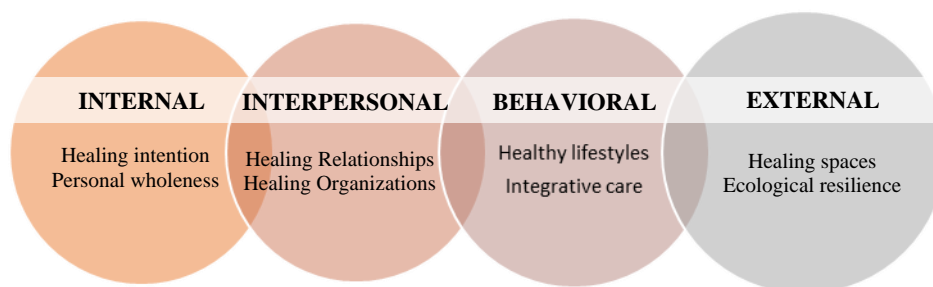 INTERNAL
Healing intention
Personal wholeness
INTERPERSONAL
Healing Relationships
Healing Organizations
BEHAVIORAL
Healthy lifestyles
Integrative care
EXTERNAL
Healing spaces
Ecological resilience